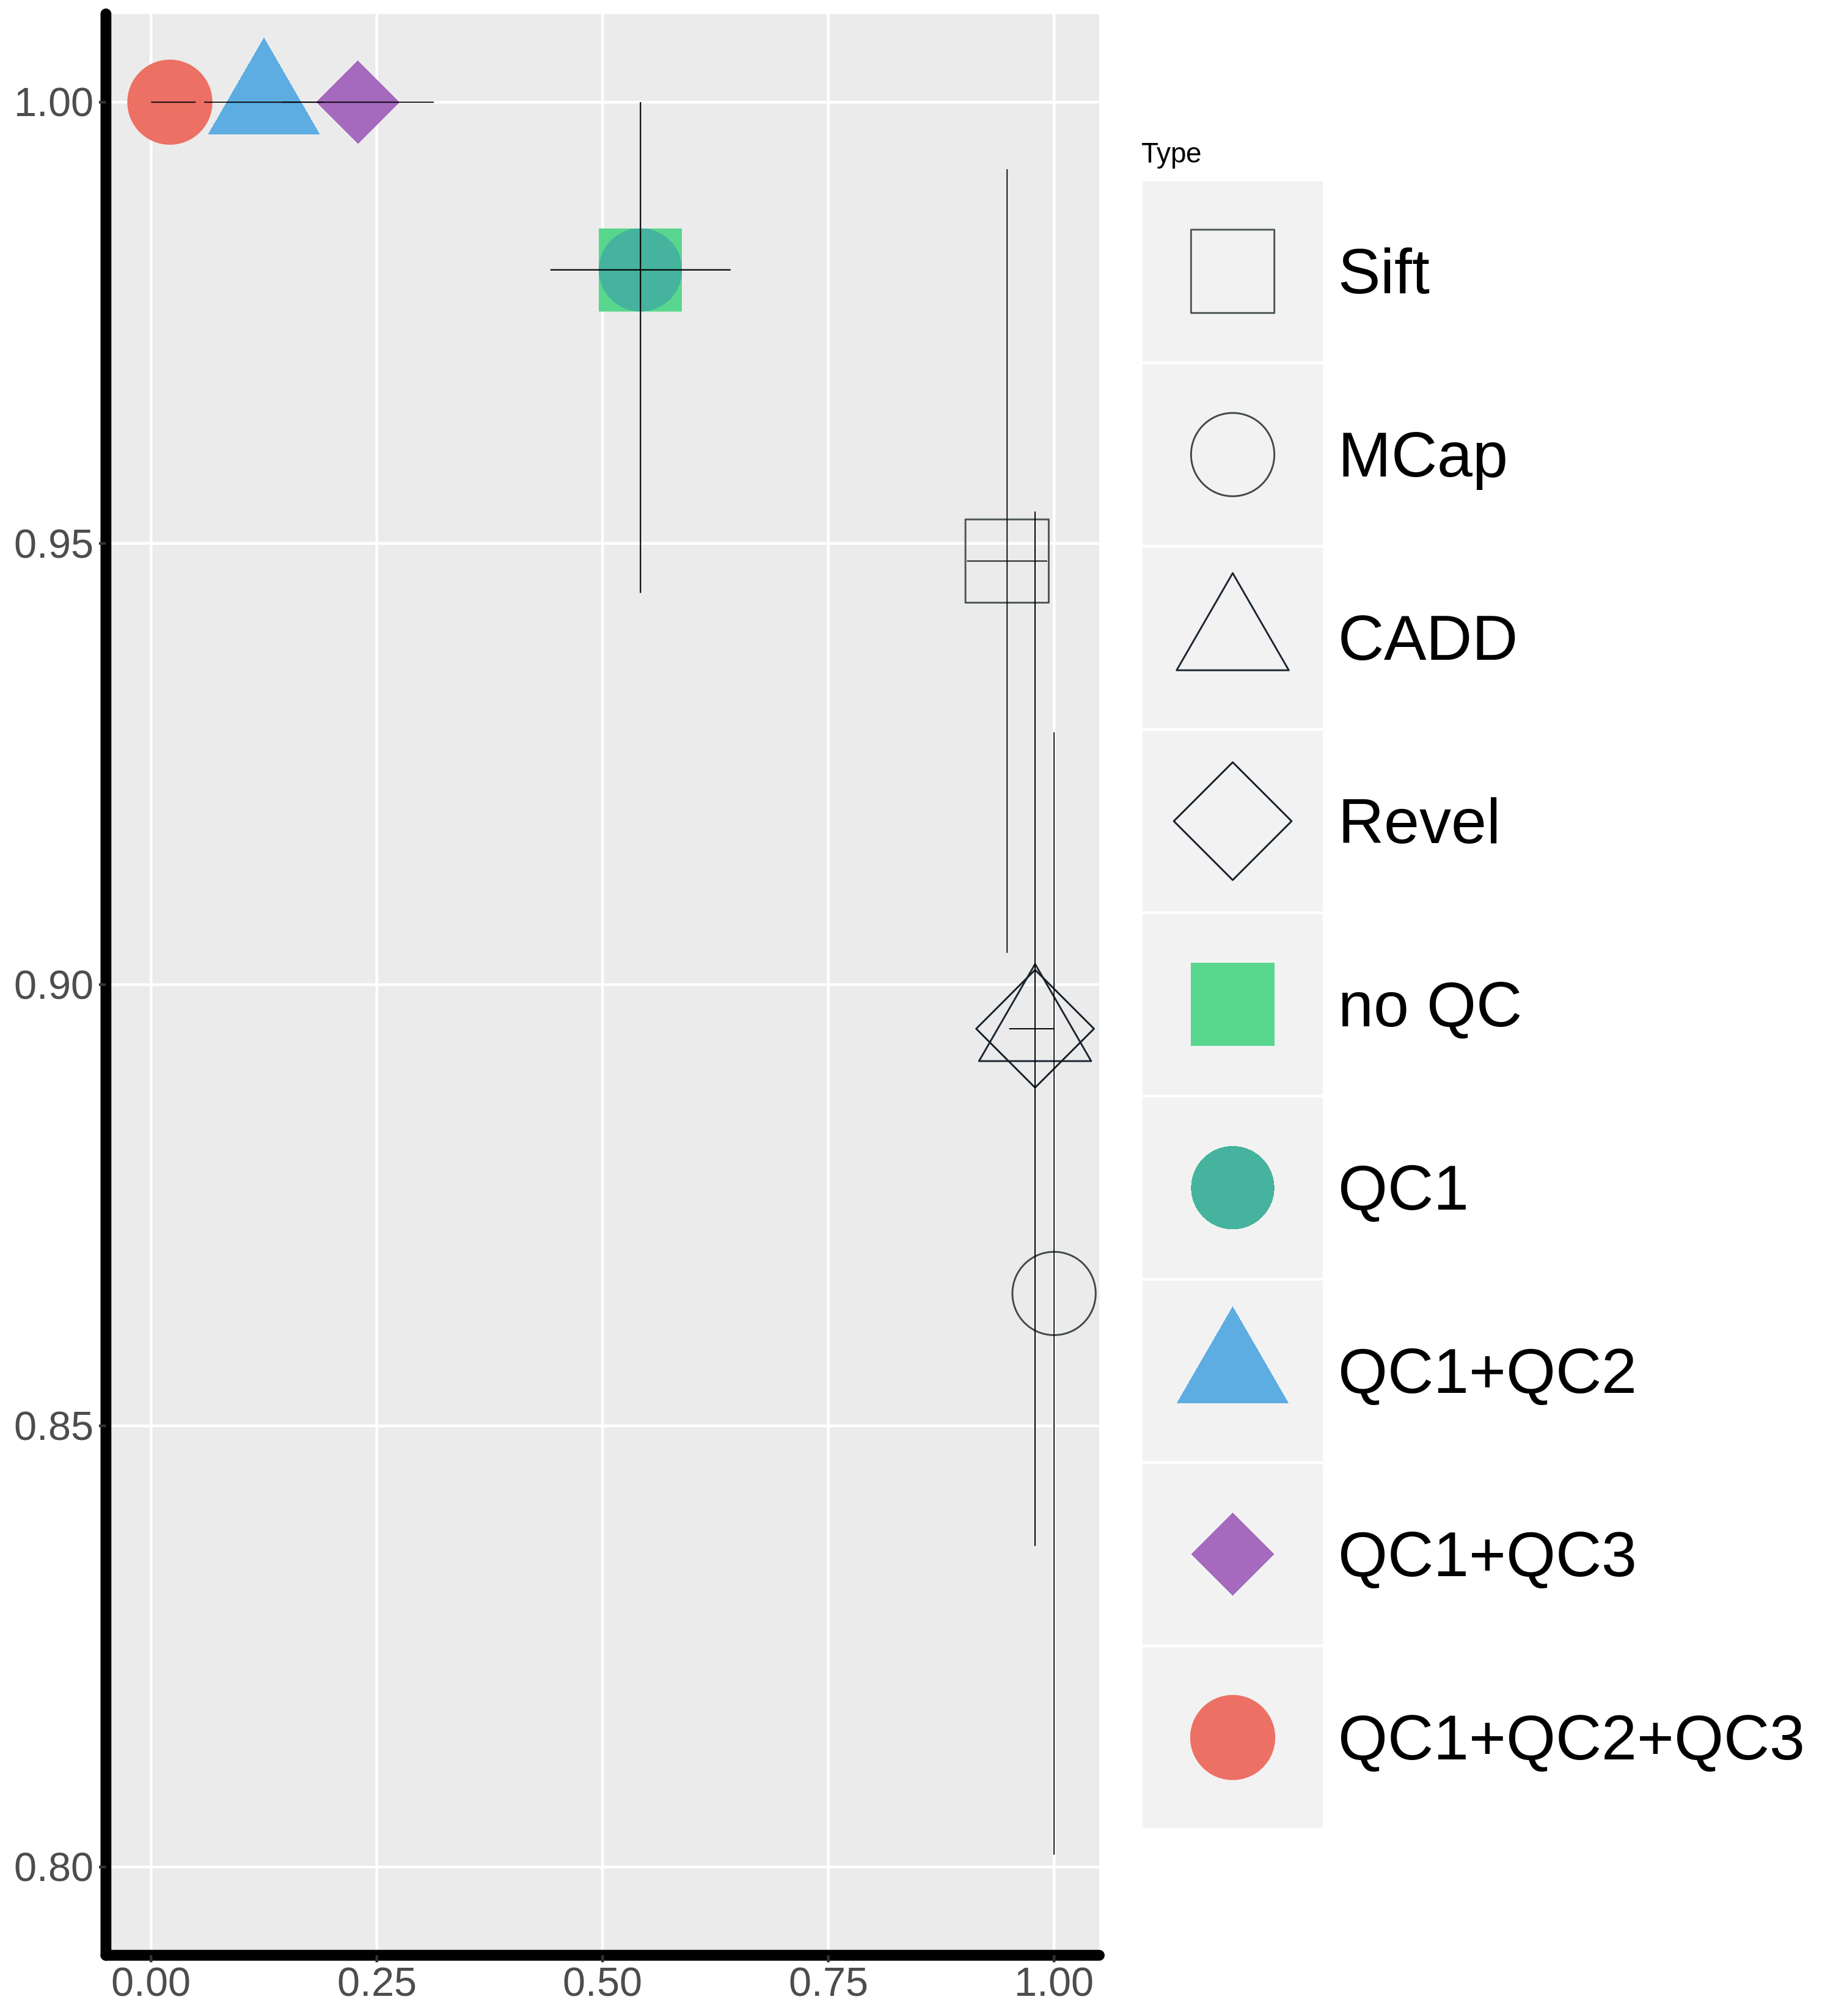 1.00
0.95
0.90
0.85
0.80
0.00 0.25 0.50 0.75 1.00
Type
Sift
MCap
CADD
Revel
no QC
QC1
QC1+QC2
QC1+QC3
QC1+QC2+QC3